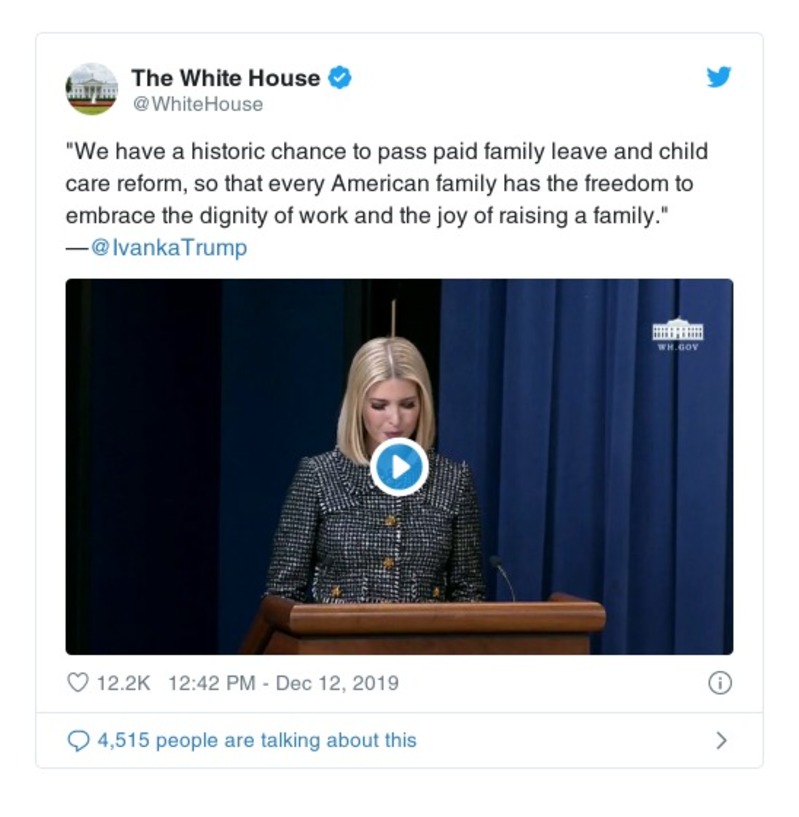 The White House
@WhiteHouse
"We have a historic chance to pass paid family leave and child
care reform, so that every American family has the freedom to
embrace the dignity of work and the joy of raising a family."
—@IvankaTrump
WH.GOV
12.2K 12:42 PM - Dec 12, 2019
4,515 people are talking about this